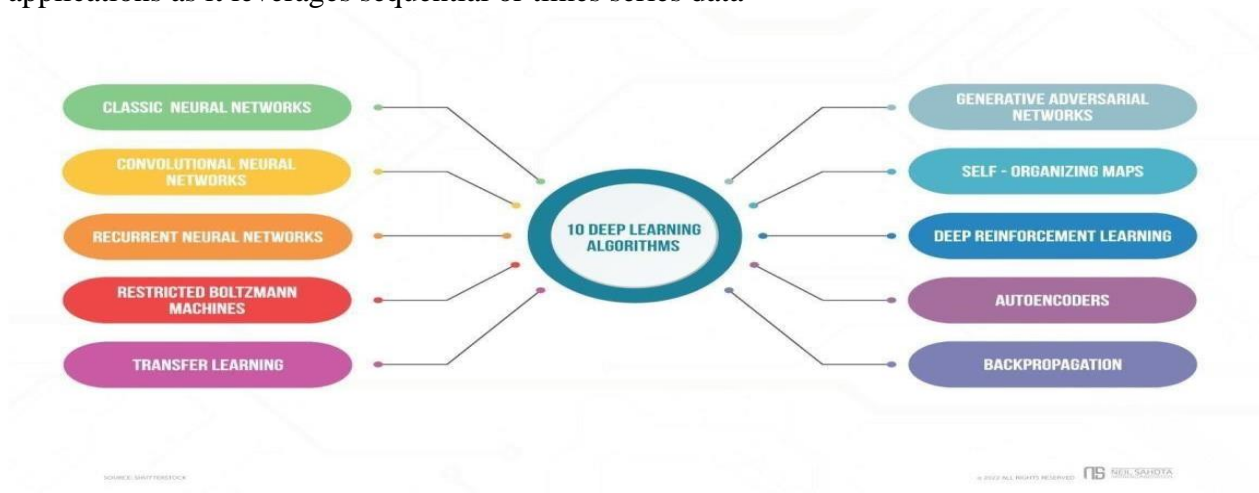 applications as it leverages sequential or times series data
CLASSIC NEURAL NETWORKS
CONVOLUTIONAL NEURAL
NETWORKS
RECURRENT NEURAL NETWORKS
RESTRICTED BOLTZMANN
MACHINES
TRANSFER LEARNING
10 DEEP LEARNING
ALGORITHMS
GENERATIVE ADVERSARIAL
NETWORKS
SELF - ORGANIZING MAPS
DEEP REINFORCEMENT LEARNING
AUTOENCODERS
BACKPROPAGATION
SOURCE: SHUTTERSTOCK
© 2023 ALL RIGHTS RESERVED
NS NEIL SAHOTA